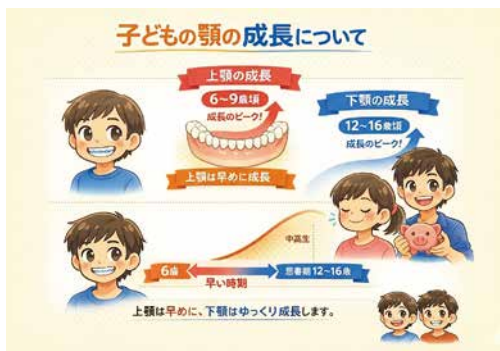 子どもの顎の成長について
上顎の成長
6～9歳頃
成長のピーク!
上顎は早めに成長
下顎の成長
12～16歳頃
成長のピーク!
中高生
6歳
早い時期
思春期 12～16歳
上顎は早めに、下顎はゆっくり成長します。